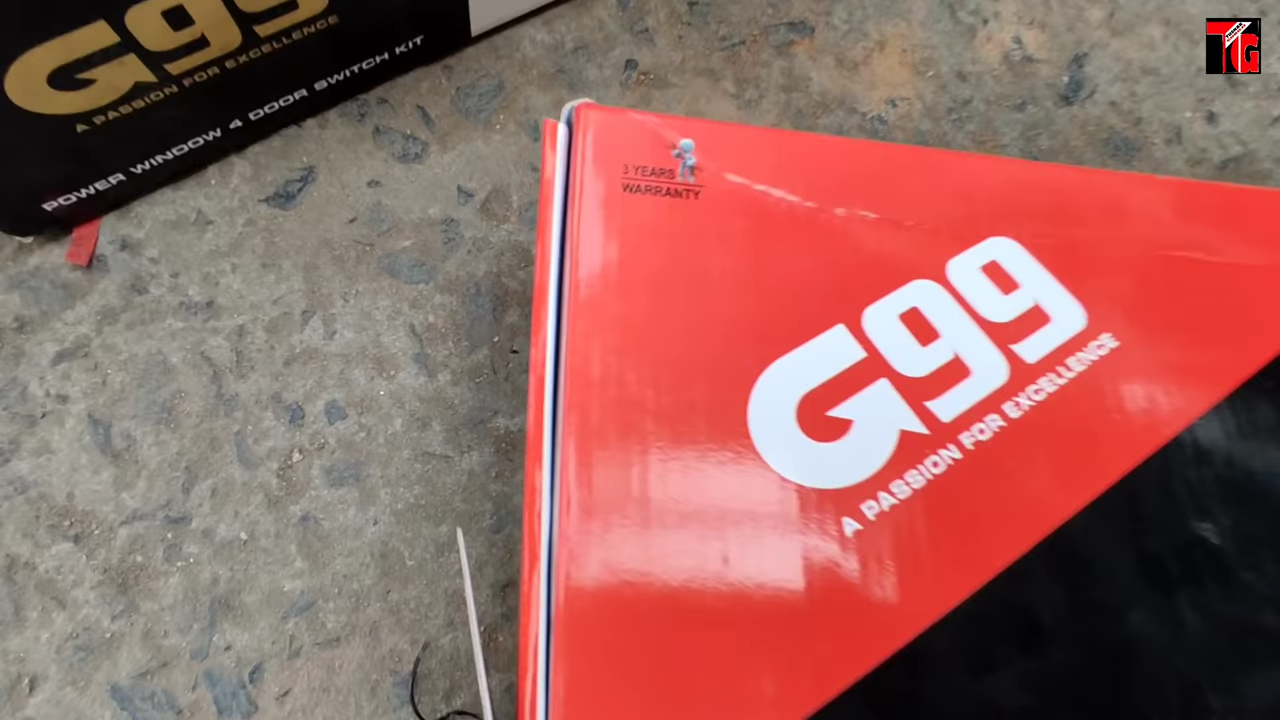 G99
A PASSION FOR EXCELLENCE
POWER WINDOW 4 DOOR SWITCH KIT
3 YEARS
WARRANTY
G99
A PASSION FOR EXCELLENCE
TG